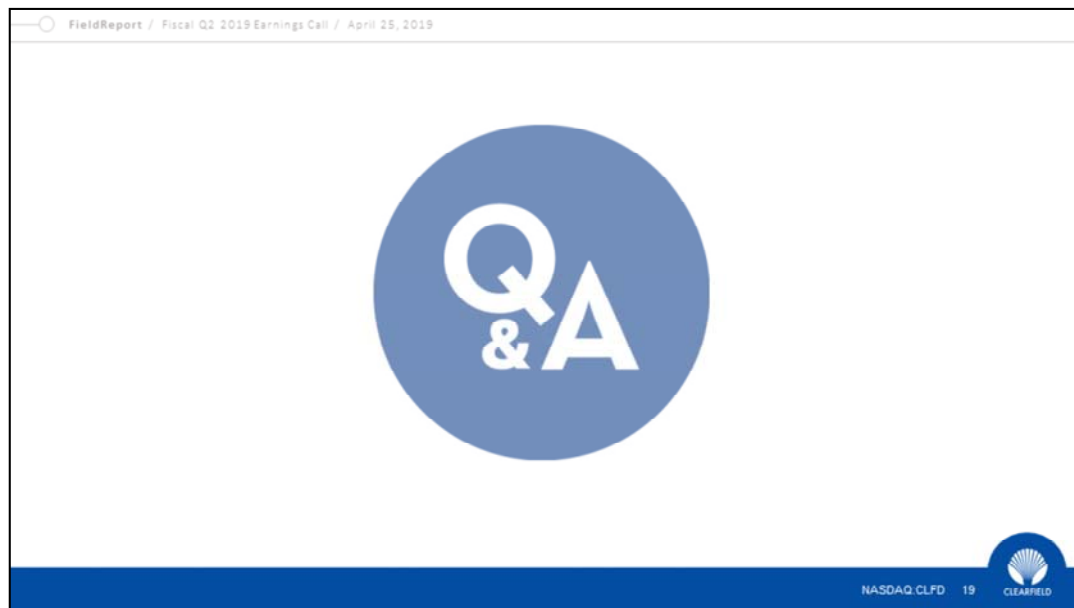 FieldReport / Fiscal Q2 2019 Earnings Call / April 25, 2019
Q
&A
NASDAQ:CLFD 19
CLEARFIELD